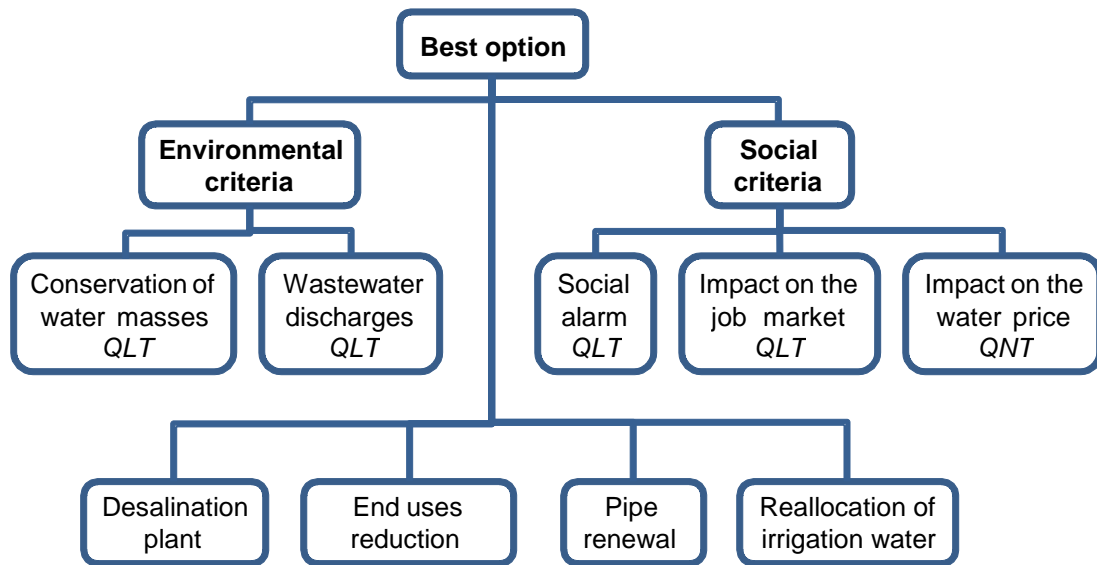 Best option
Environmental
criteria
Social
criteria
Conservation of
water masses
QLT
Wastewater
discharges
QLT
Social
alarm
QLT
Impact on the
job market
QLT
Impact on the
water price
QNT
Desalination
plant
End uses
reduction
Pipe
renewal
Reallocation of
irrigation water